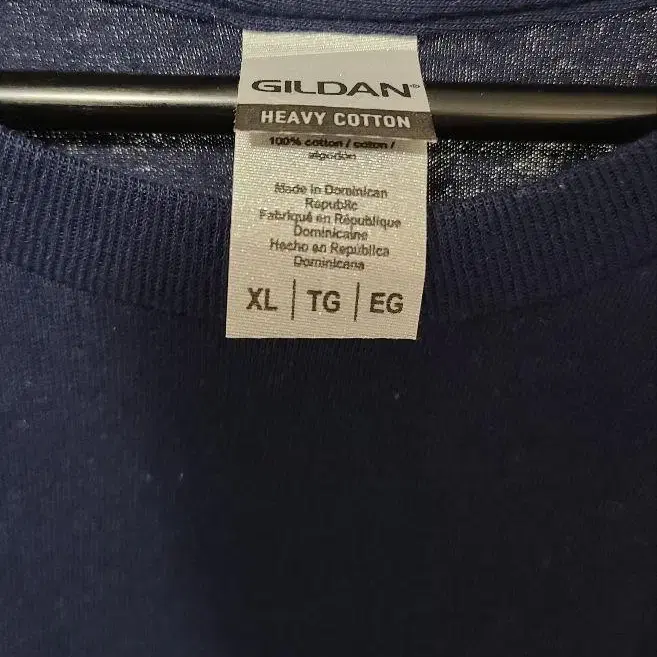 GILDAN®
HEAVY COTTON
100% cotton / coton /
algodón
Made in Dominican
Republic
Fabriqué en République
Dominicaine
Hecho en República
Dominicana
XL | TG | EG